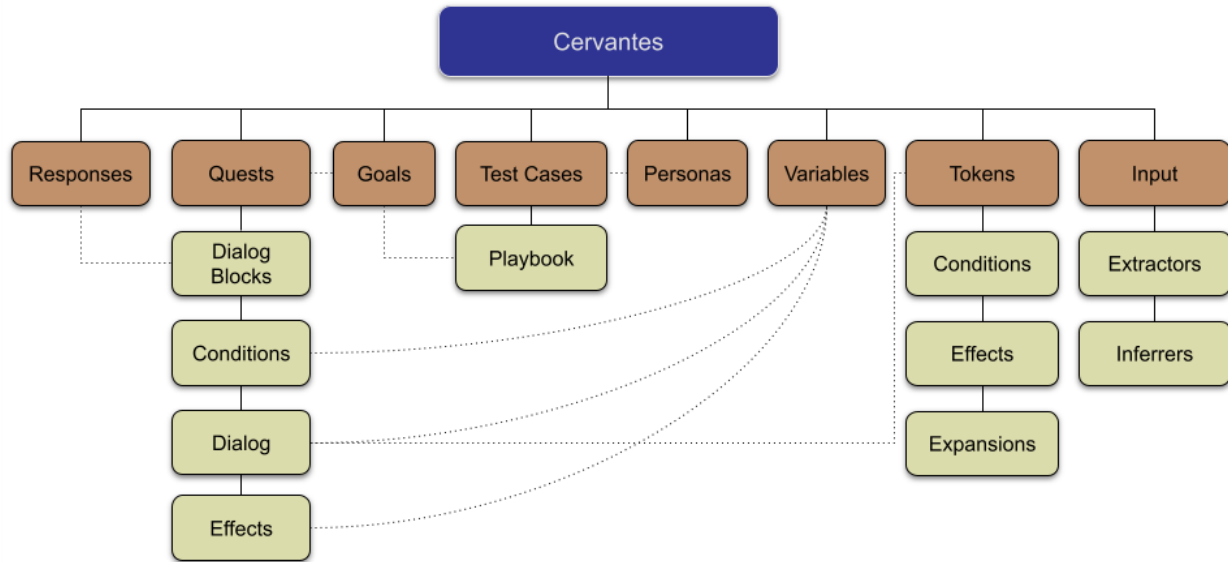 Cervantes
Responses
Quests
Goals
Test Cases
Personas
Variables
Tokens
Input
Dialog
Blocks
Playbook
Conditions
Extractors
Conditions
Effects
Inferrers
Dialog
Expansions
Effects